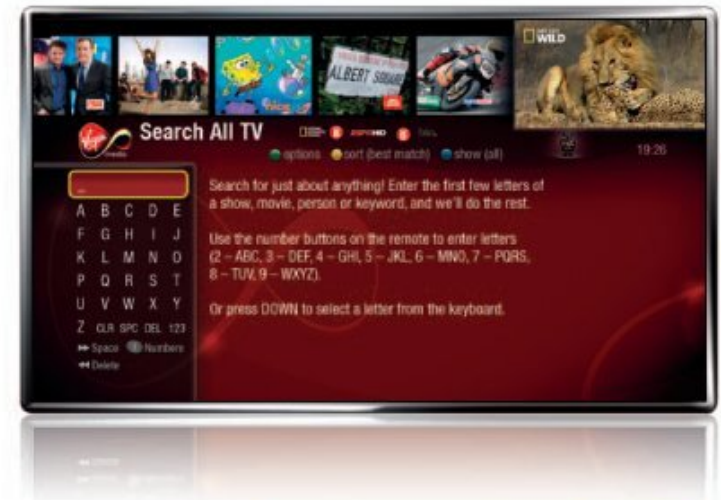 WILD
ALBERT SQUARE
Virgin media
Search All TV
ESPN HD
options sort (best match) show (all)
19:26
Search for just about anything! Enter the first few letters of
a show, movie, person or keyword, and we'll do the rest.
Use the number buttons on the remote to enter letters
(2 – ABC, 3 – DEF, 4 – GHI, 5 – JKL, 6 – MNO, 7 – PQRS,
8 – TUV, 9 – WXYZ).
Or press DOWN to select a letter from the keyboard.
A B C D E
F G H I J
K L M N O
P Q R S T
U V W X Y
Z CLR SPC DEL 123
Space Numbers
Delete